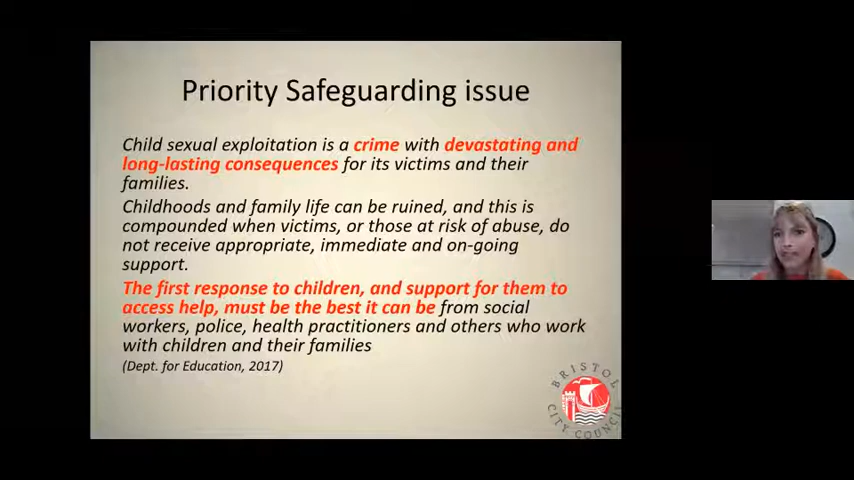 Priority Safeguarding issue
Child sexual exploitation is a crime with devastating and
long-lasting consequences for its victims and their
families.
Childhoods and family life can be ruined, and this is
compounded when victims, or those at risk of abuse, do
not receive appropriate, immediate and on-going
support.
The first response to children, and support for them to
access help, must be the best it can be from social
workers, police, health practitioners and others who work
with children and their families
(Dept. for Education, 2017)
BRISTOL
CITY COUNCIL